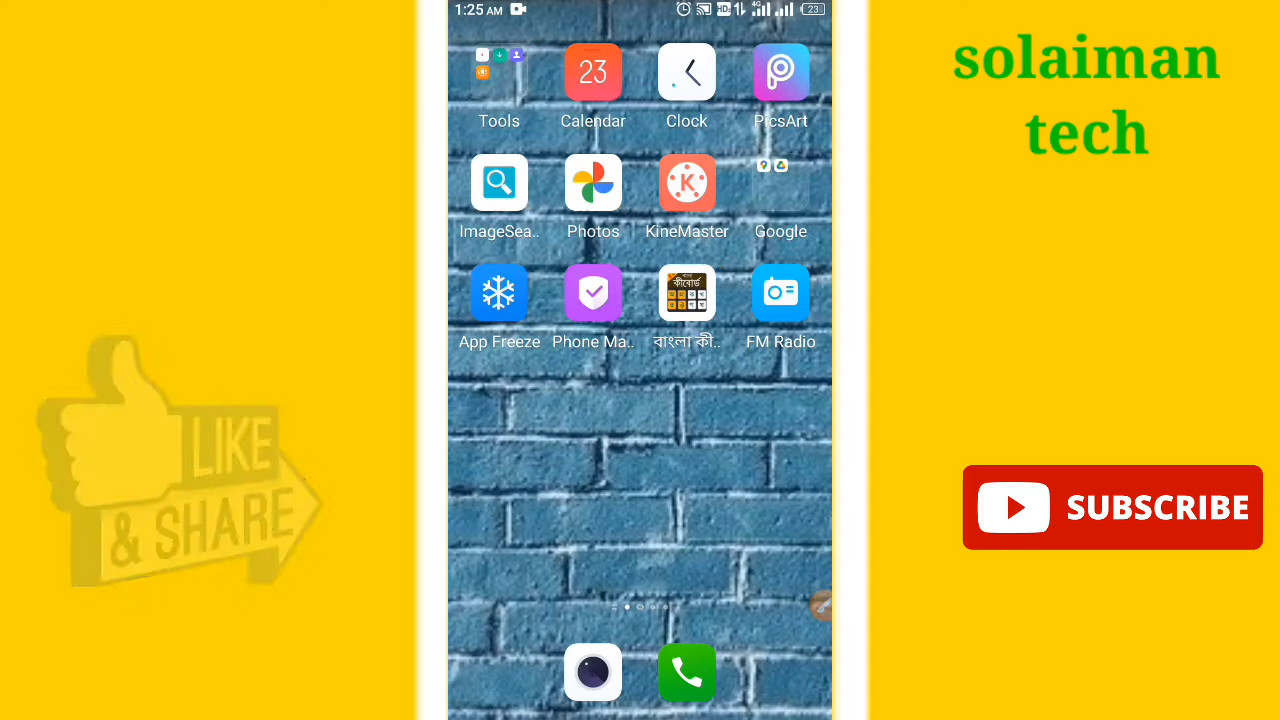 1:25 AM
4G
23
solaiman
tech
23
Tools
Calendar
Clock
PicsArt
K
ImageSea..
Photos
KineMaster
Google
বাংলা
কীবোর্ড
App Freeze
Phone Ma..
বাংলা কী..
FM Radio
LIKE
& SHARE
SUBSCRIBE